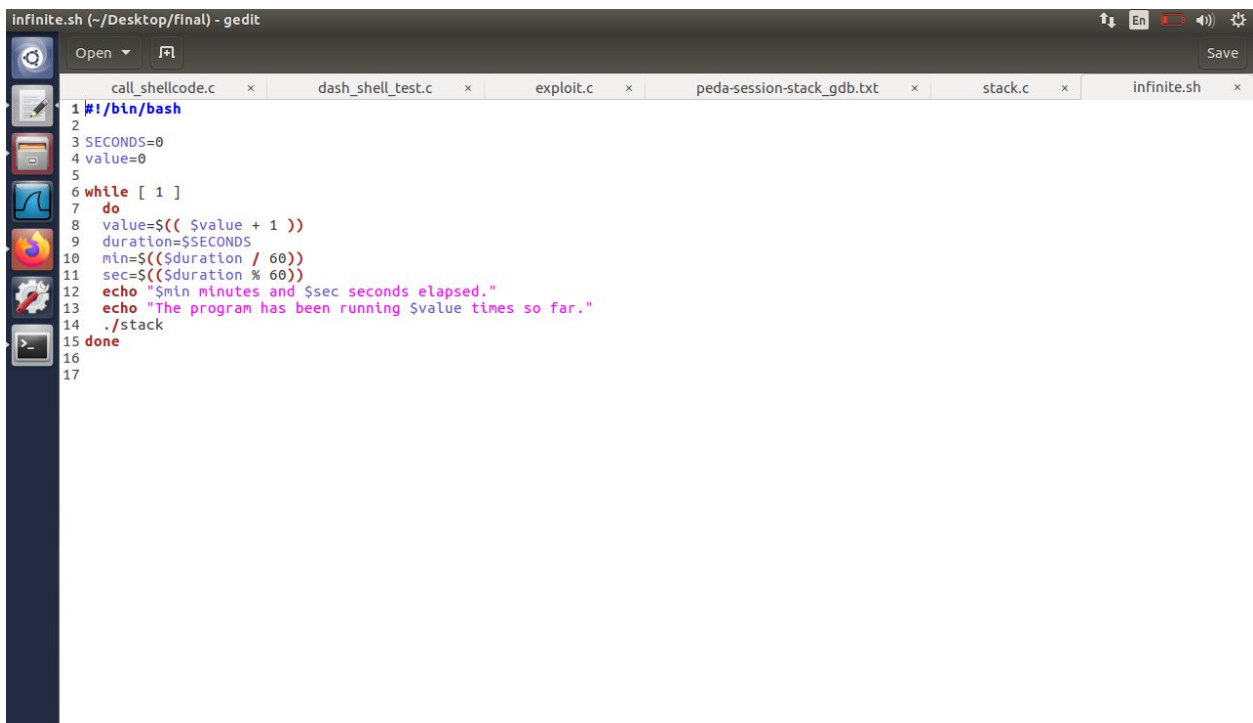 infinite.sh (~/Desktop/final) - gedit
En
Open
Save
call_shellcode.c × dash_shell_test.c × exploit.c × peda-session-stack_gdb.txt × stack.c × infinite.sh ×
1 #!/bin/bash
2
3 SECONDS=0
4 value=0
5
6 while [ 1 ]
7   do
8   value=$(( $value + 1 ))
9   duration=$SECONDS
10   min=$(($duration / 60))
11   sec=$(($duration % 60))
12   echo "$min minutes and $sec seconds elapsed."
13   echo "The program has been running $value times so far."
14   ./stack
15 done
16
17